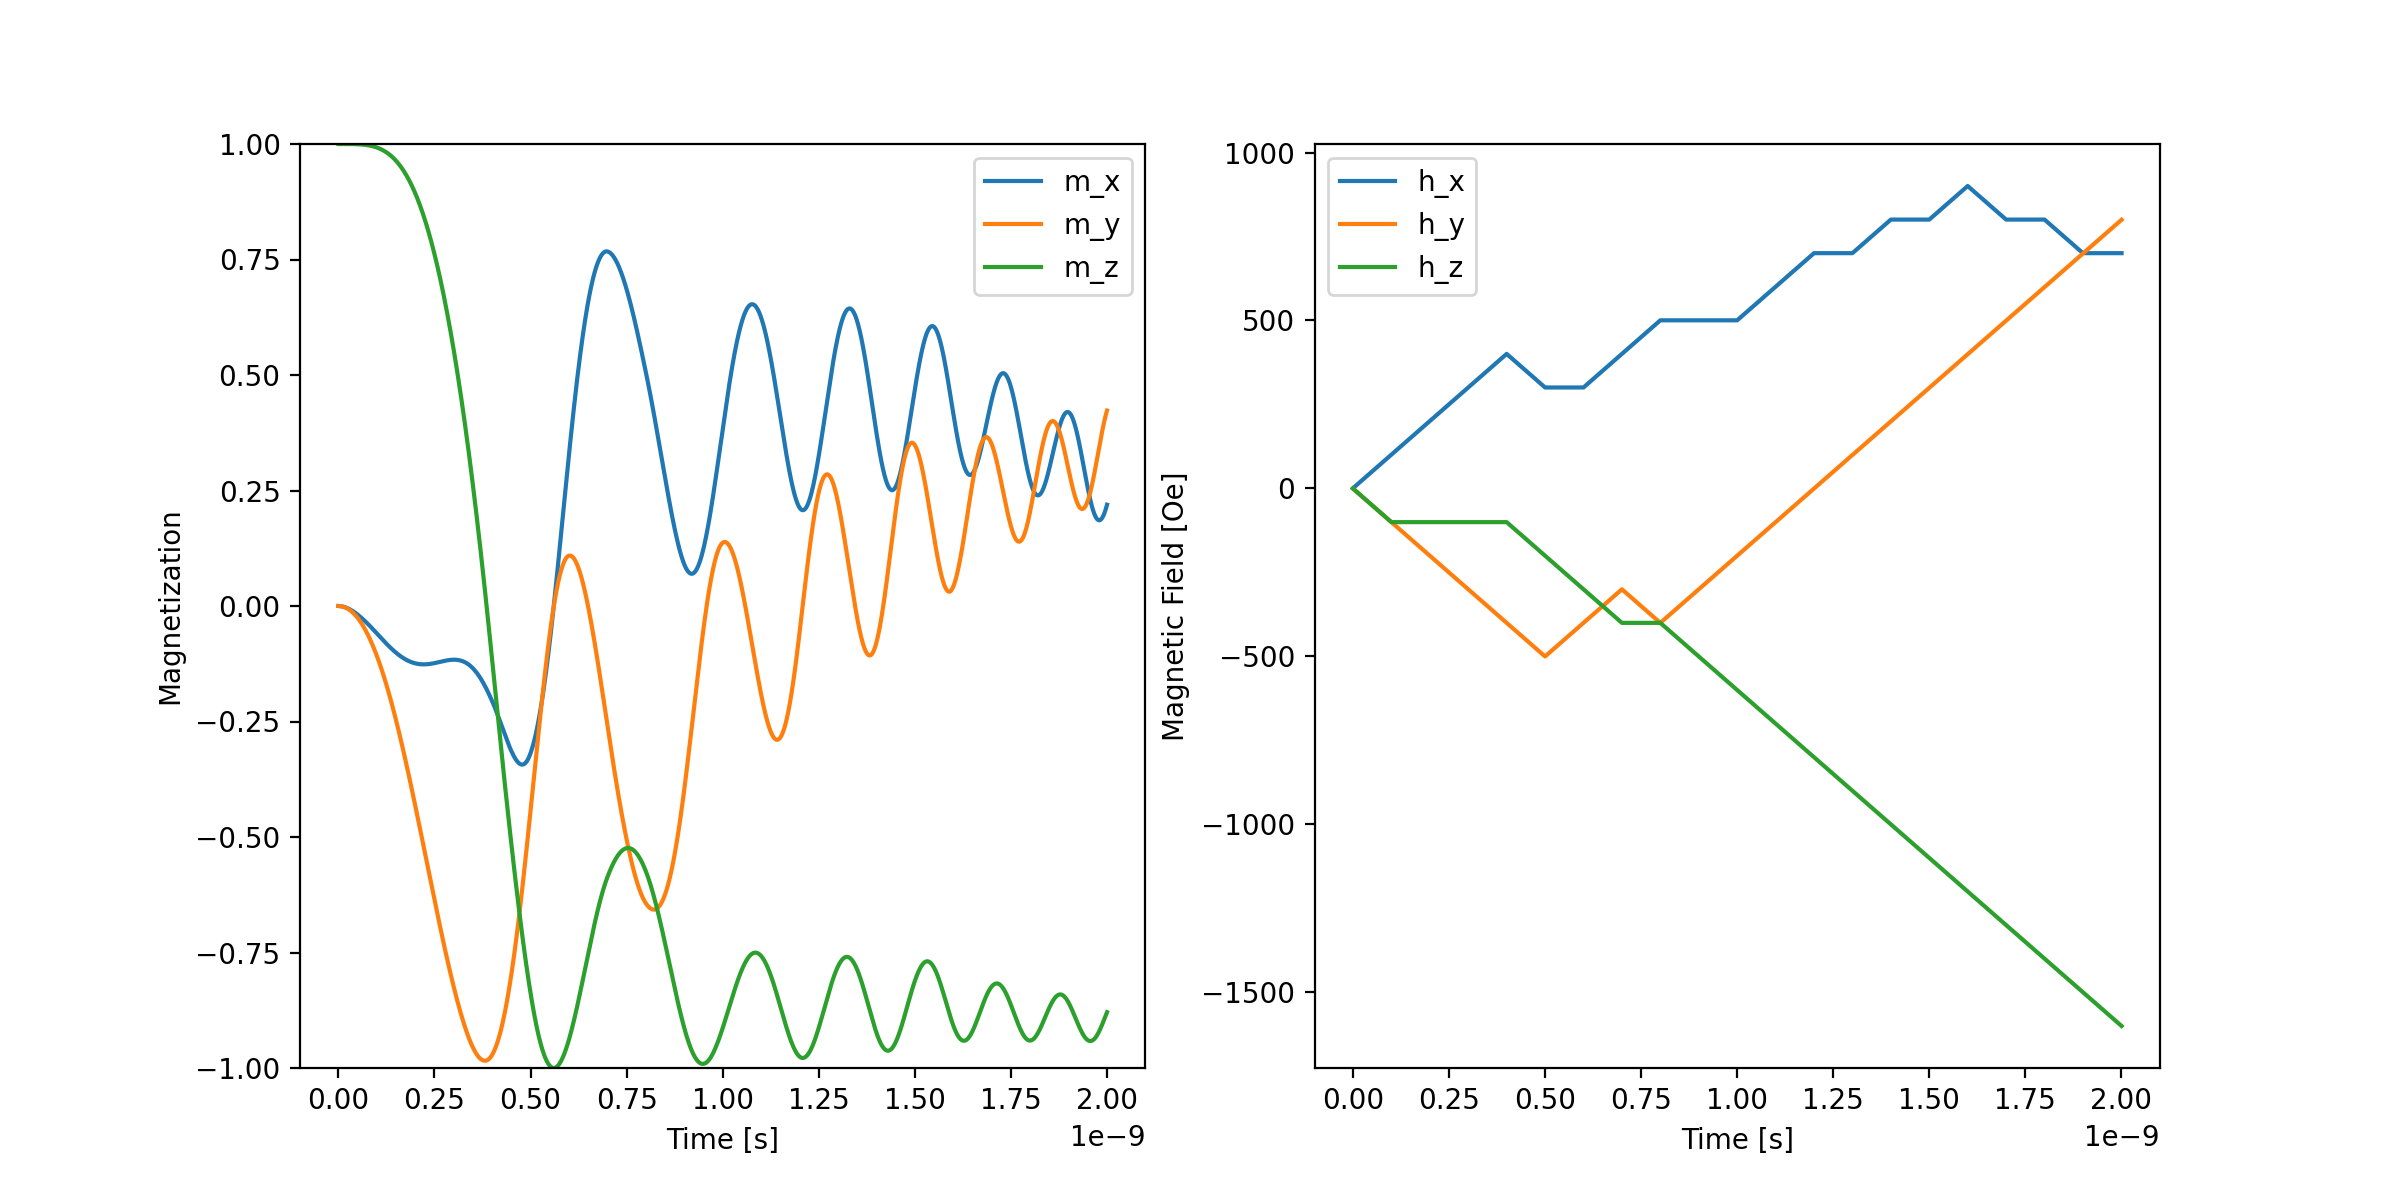 Magnetization
1.00
0.75
0.50
0.25
0.00
−0.25
−0.50
−0.75
−1.00
m_x
m_y
m_z
0.00 0.25 0.50 0.75 1.00 1.25 1.50 1.75 2.00
Time [s]
1e−9
Magnetic Field [Oe]
1000
500
0
−500
−1000
−1500
h_x
h_y
h_z
0.00 0.25 0.50 0.75 1.00 1.25 1.50 1.75 2.00
Time [s]
1e−9